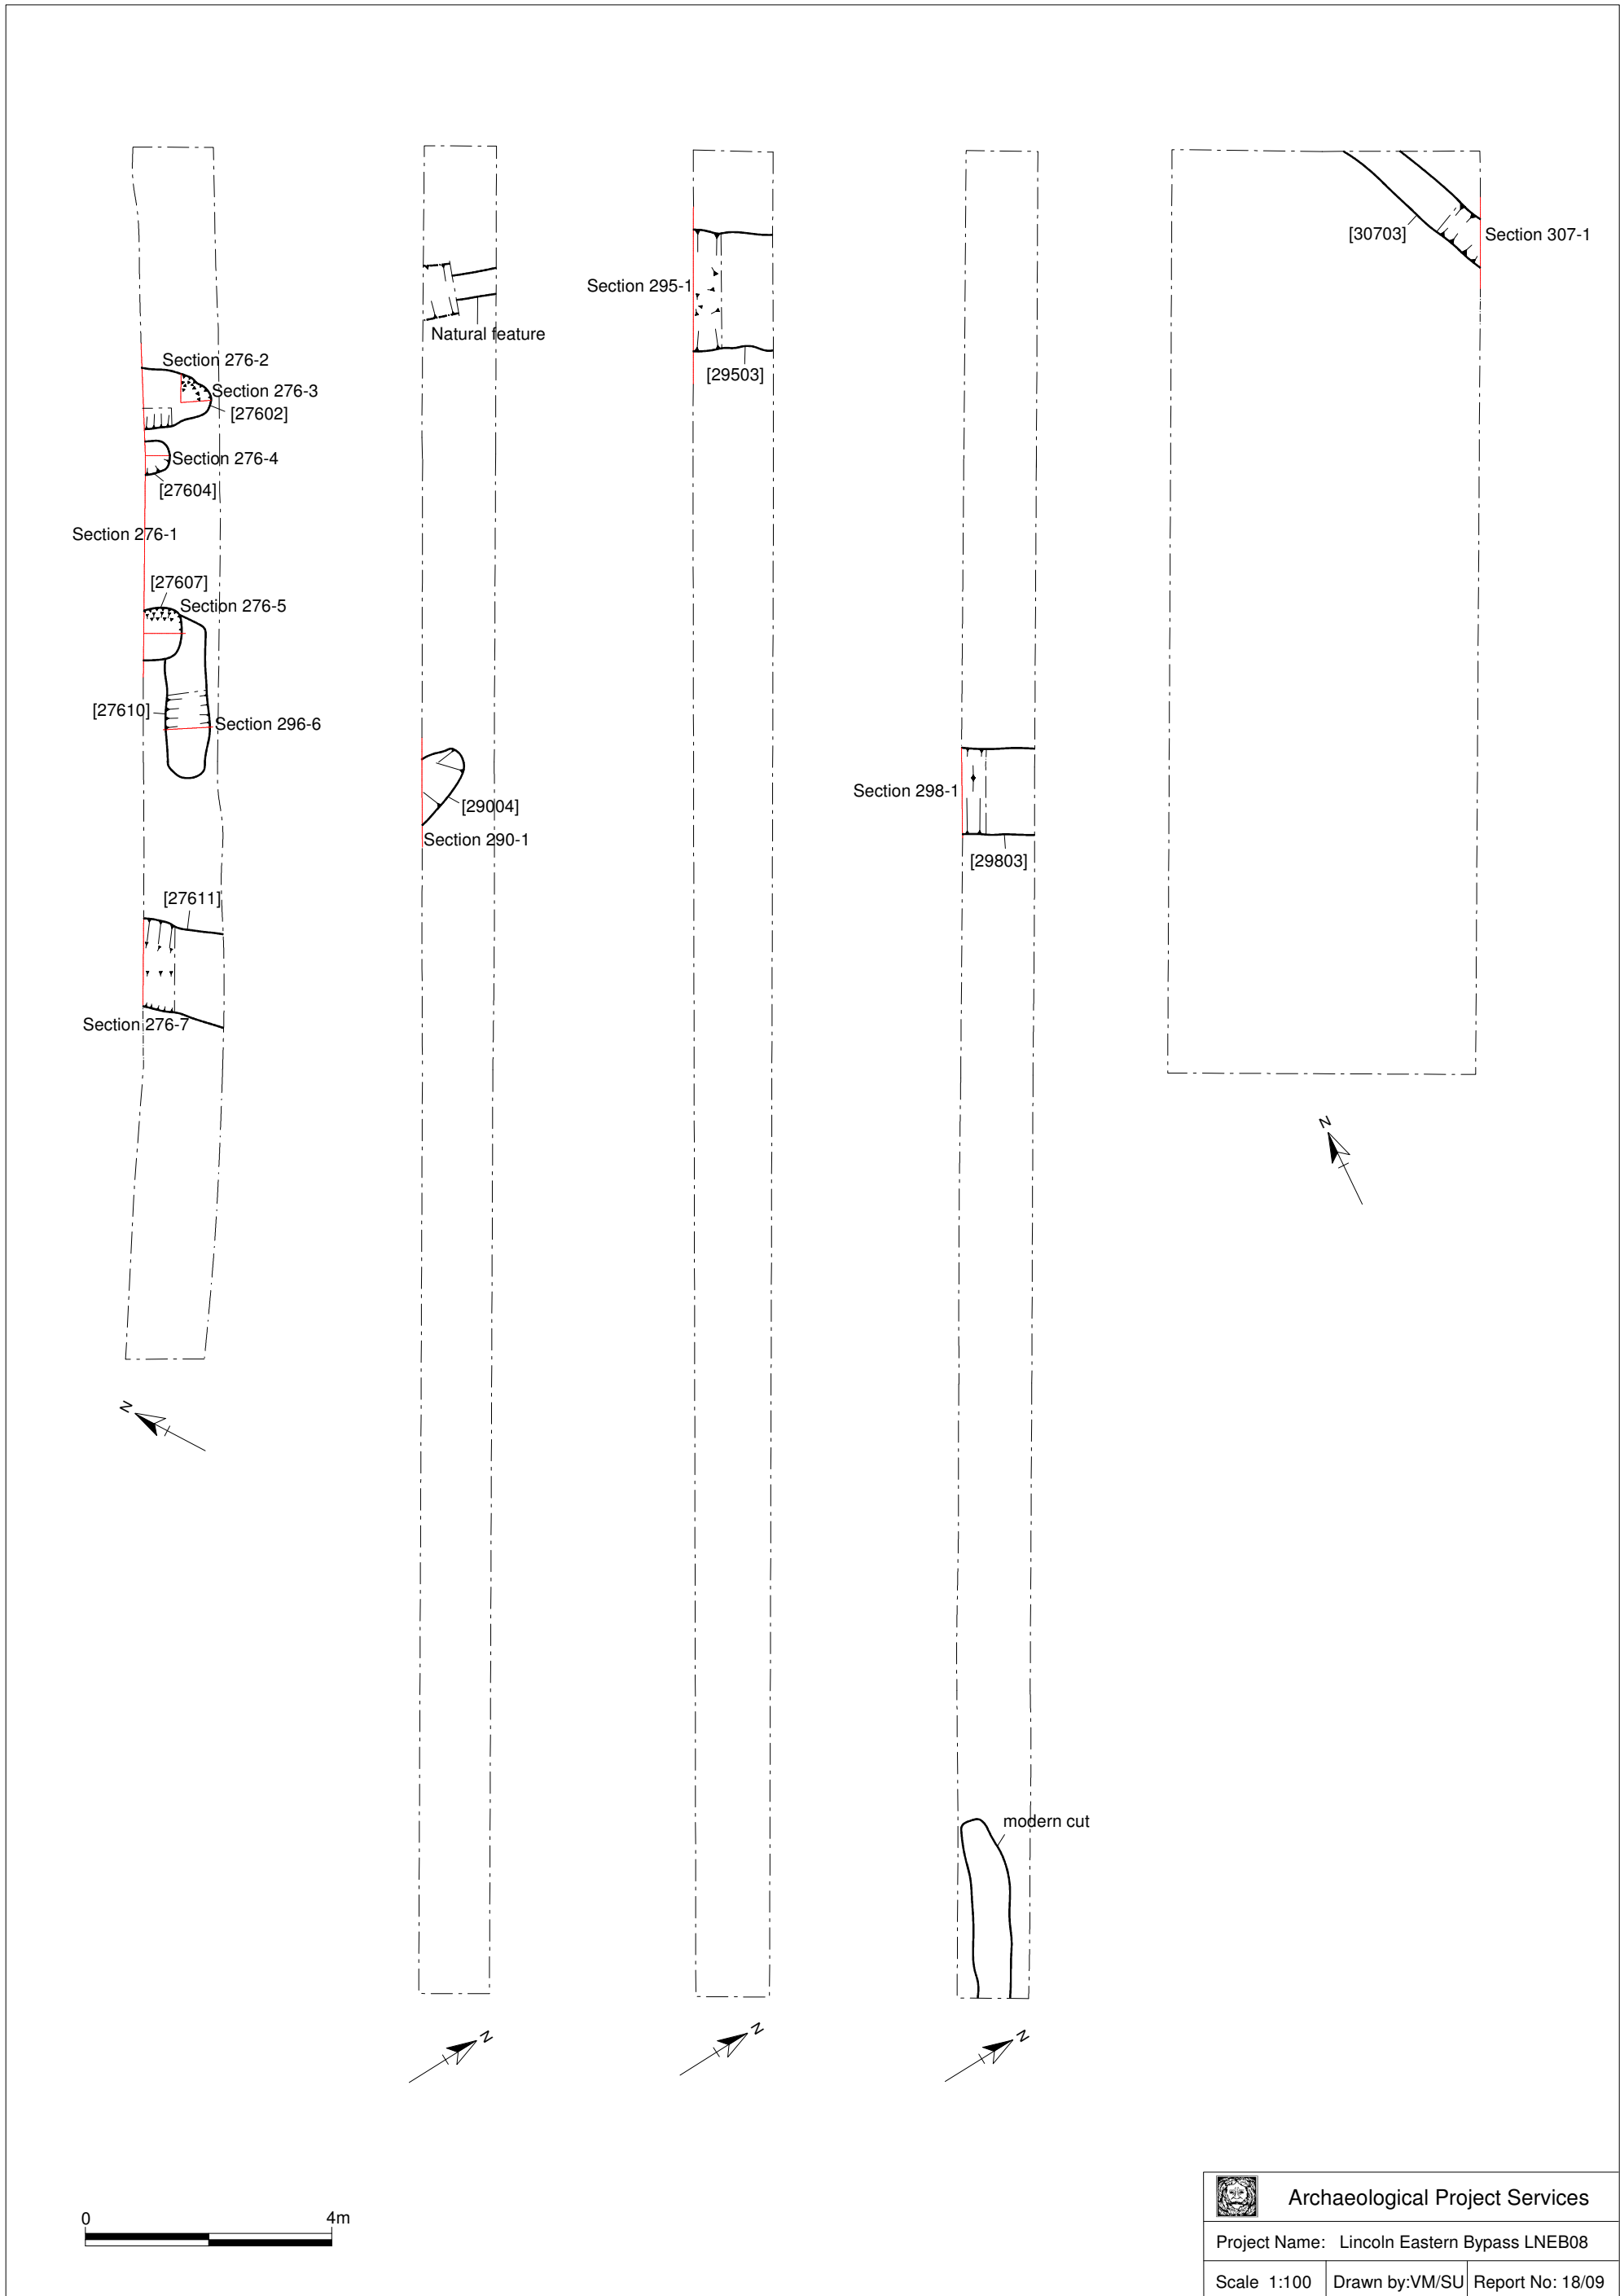 Section 276-2
Section 276-3
[27602]
Section 276-4
[27604]
Section 276-1
[27607]
Section 276-5
[27610]
Section 296-6
[27611]
Section 276-7
N
Natural feature
[29004]
Section 290-1
N
Section 295-1
[29503]
N
Section 298-1
[29803]
modern cut
N
[30703]
Section 307-1
N
0 4m
Archaeological Project Services
Project Name: Lincoln Eastern Bypass LNEB08
Scale 1:100 Drawn by:VM/SU Report No: 18/09